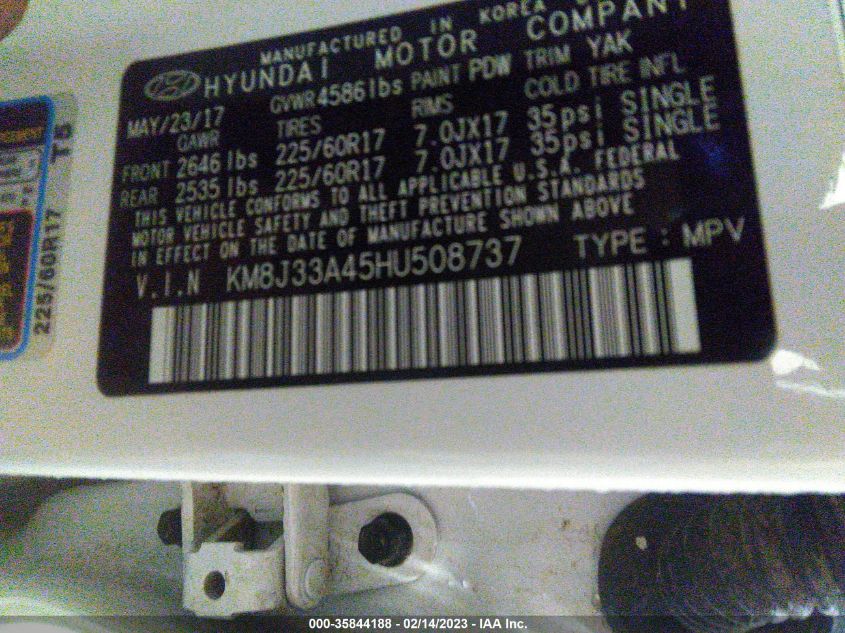 MANUFACTURED IN KOREA
HYUNDAI MOTOR COMPANY
MAY/23/17 GVWR 4586 lbs PAINT PDW TRIM YAK
GAWR TIRES RIMS COLD TIRE INFL
FRONT 2646 lbs 225/60R17 7.0JX17 35psi SINGLE
REAR 2535 lbs 225/60R17 7.0JX17 35psi SINGLE
THIS VEHICLE CONFORMS TO ALL APPLICABLE U.S.A. FEDERAL
MOTOR VEHICLE SAFETY AND THEFT PREVENTION STANDARDS
IN EFFECT ON THE DATE OF MANUFACTURE SHOWN ABOVE
V.I.N KM8J33A45HU508737 TYPE : MPV
225/60R17 T5
000-35844188 - 02/14/2023 - IAA Inc.